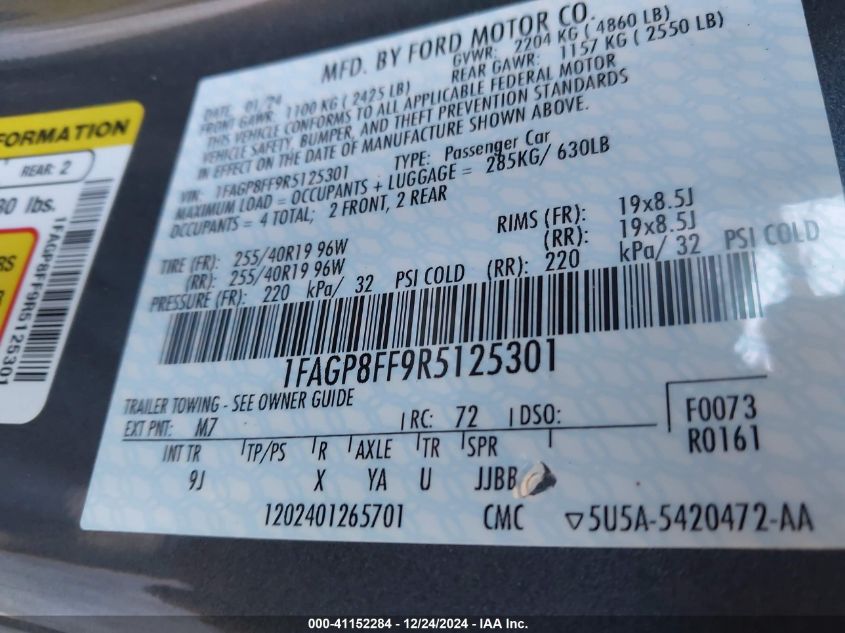 MFD. BY FORD MOTOR CO.
DATE: 01/24 GVWR: 2204 KG ( 4860 LB)
FRONT GAWR: 1100 KG ( 2425 LB) REAR GAWR: 1157 KG ( 2550 LB)
THIS VEHICLE CONFORMS TO ALL APPLICABLE FEDERAL MOTOR
VEHICLE SAFETY, BUMPER, AND THEFT PREVENTION STANDARDS
IN EFFECT ON THE DATE OF MANUFACTURE SHOWN ABOVE.
VIN: 1FAGP8FF9R5125301 TYPE: Passenger Car
MAXIMUM LOAD = OCCUPANTS + LUGGAGE = 285KG/ 630LB
OCCUPANTS = 4 TOTAL; 2 FRONT, 2 REAR
TIRE (FR): 255/40R19 96W RIMS (FR): 19x8.5J
(RR): 255/40R19 96W (RR): 19x8.5J
PRESSURE (FR): 220 kPa/ 32 PSI COLD (RR): 220 kPa/ 32 PSI COLD
1FAGP8FF9R5125301
TRAILER TOWING - SEE OWNER GUIDE
EXT PNT: M7 RC: 72 DSO: F0073
INT TR TP/PS R AXLE TR SPR R0161
9J X YA U JJBB
1202401265701 CMC 5U5A-5420472-AA
FORMATION
REAR: 2
30 lbs.
1FAGP8FF9R5125301
000-41152284 - 12/24/2024 - IAA Inc.